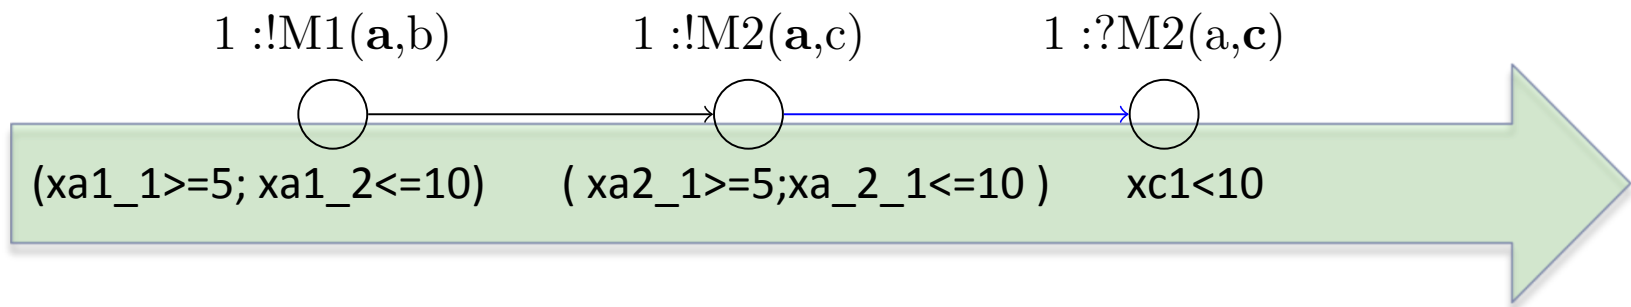 1 :!M1(a,b) 1 :!M2(a,c) 1 :?M2(a,c)
(xa1_1>=5; xa1_2<=10) ( xa2_1>=5;xa_2_1<=10 ) xc1<10